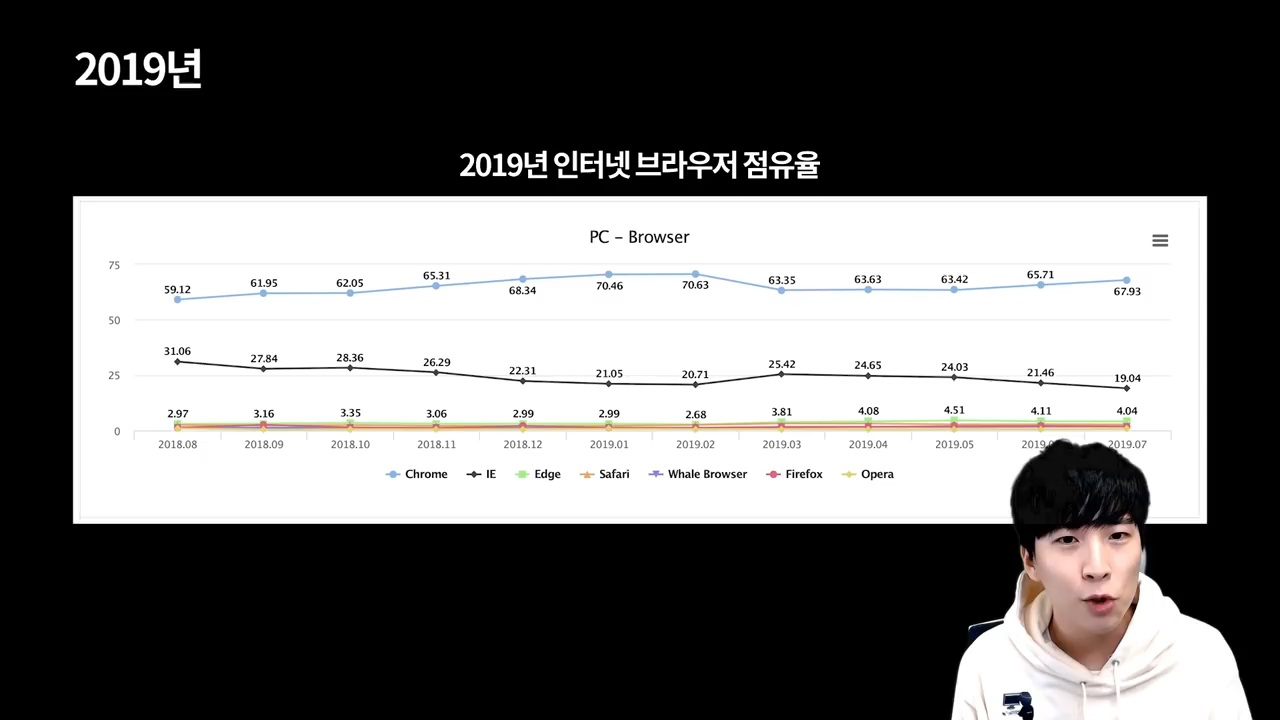 2019년
2019년 인터넷 브라우저 점유율
PC - Browser
75
50
25
0
59.12 61.95 62.05 65.31 68.34 70.46 70.63 63.35 63.63 63.42 65.71 67.93
31.06 27.84 28.36 26.29 22.31 21.05 20.71 25.42 24.65 24.03 21.46 19.04
2.97 3.16 3.35 3.06 2.99 2.99 2.68 3.81 4.08 4.51 4.11 4.04
2018.08 2018.09 2018.10 2018.11 2018.12 2019.01 2019.02 2019.03 2019.04 2019.05 2019.07
Chrome IE Edge Safari Whale Browser Firefox Opera